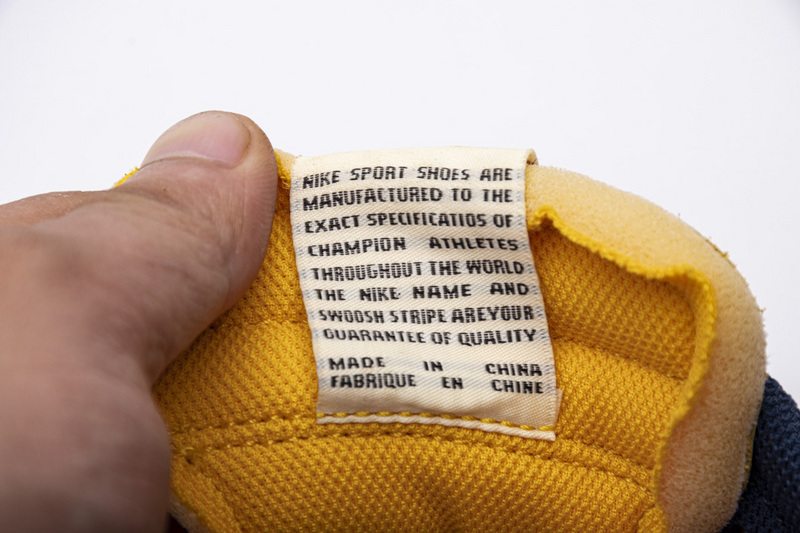 NIKE SPORT SHOES ARE
MANUFACTURED TO THE
EXACT SPECIFICATIOS OF
CHAMPION ATHLETES
THROUGHOUT THE WORLD
THE NIKE NAME AND
SWOOSH STRIPE AREYOUR
GUARANTEE OF QUALITY
MADE IN CHINA
FABRIQUE EN CHINE